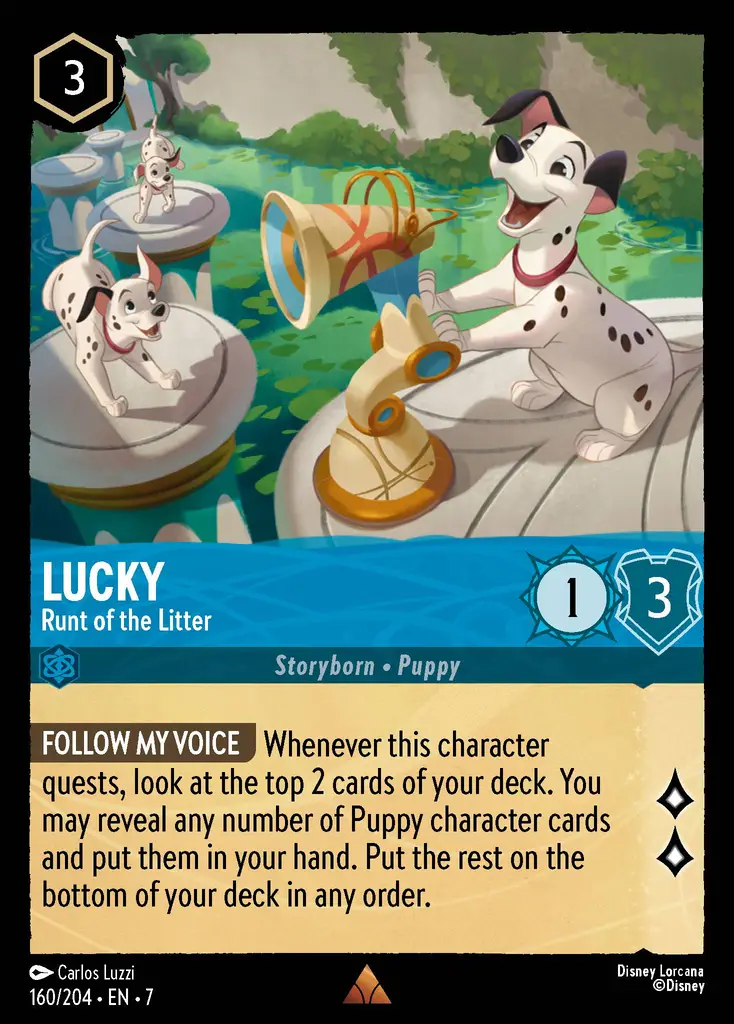 3
LUCKY
Runt of the Litter
1
3
Storyborn • Puppy
FOLLOW MY VOICE Whenever this character
quests, look at the top 2 cards of your deck. You
may reveal any number of Puppy character cards
and put them in your hand. Put the rest on the
bottom of your deck in any order.
Carlos Luzzi
160/204 • EN • 7
Disney Lorcana
©Disney